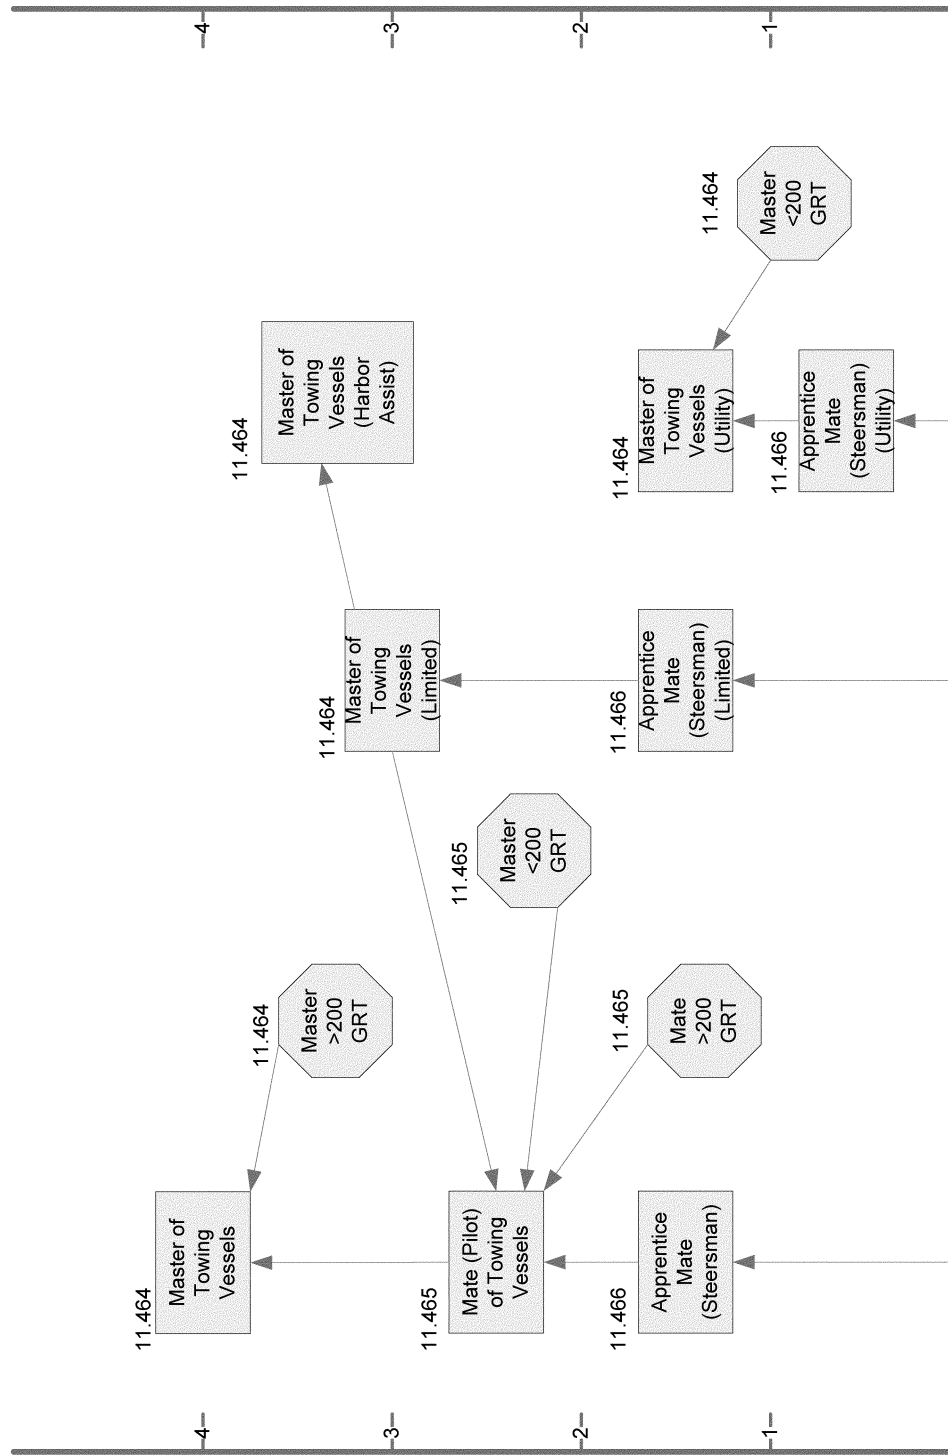 11.464
Master of
Towing
Vessels
11.464
Master
>200
GRT
11.465
Mate (Pilot)
of Towing
Vessels
11.465
Mate
>200
GRT
11.466
Apprentice
Mate
(Steersman)
11.465
Master
<200
GRT
11.464
Master of
Towing
Vessels
(Limited)
11.466
Apprentice
Mate
(Steersman)
(Limited)
11.464
Master of
Towing
Vessels
(Harbor
Assist)
11.464
Master of
Towing
Vessels
(Utility)
11.466
Apprentice
Mate
(Steersman)
(Utility)
11.464
Master
<200
GRT
4
3
2
1
4
3
2
1